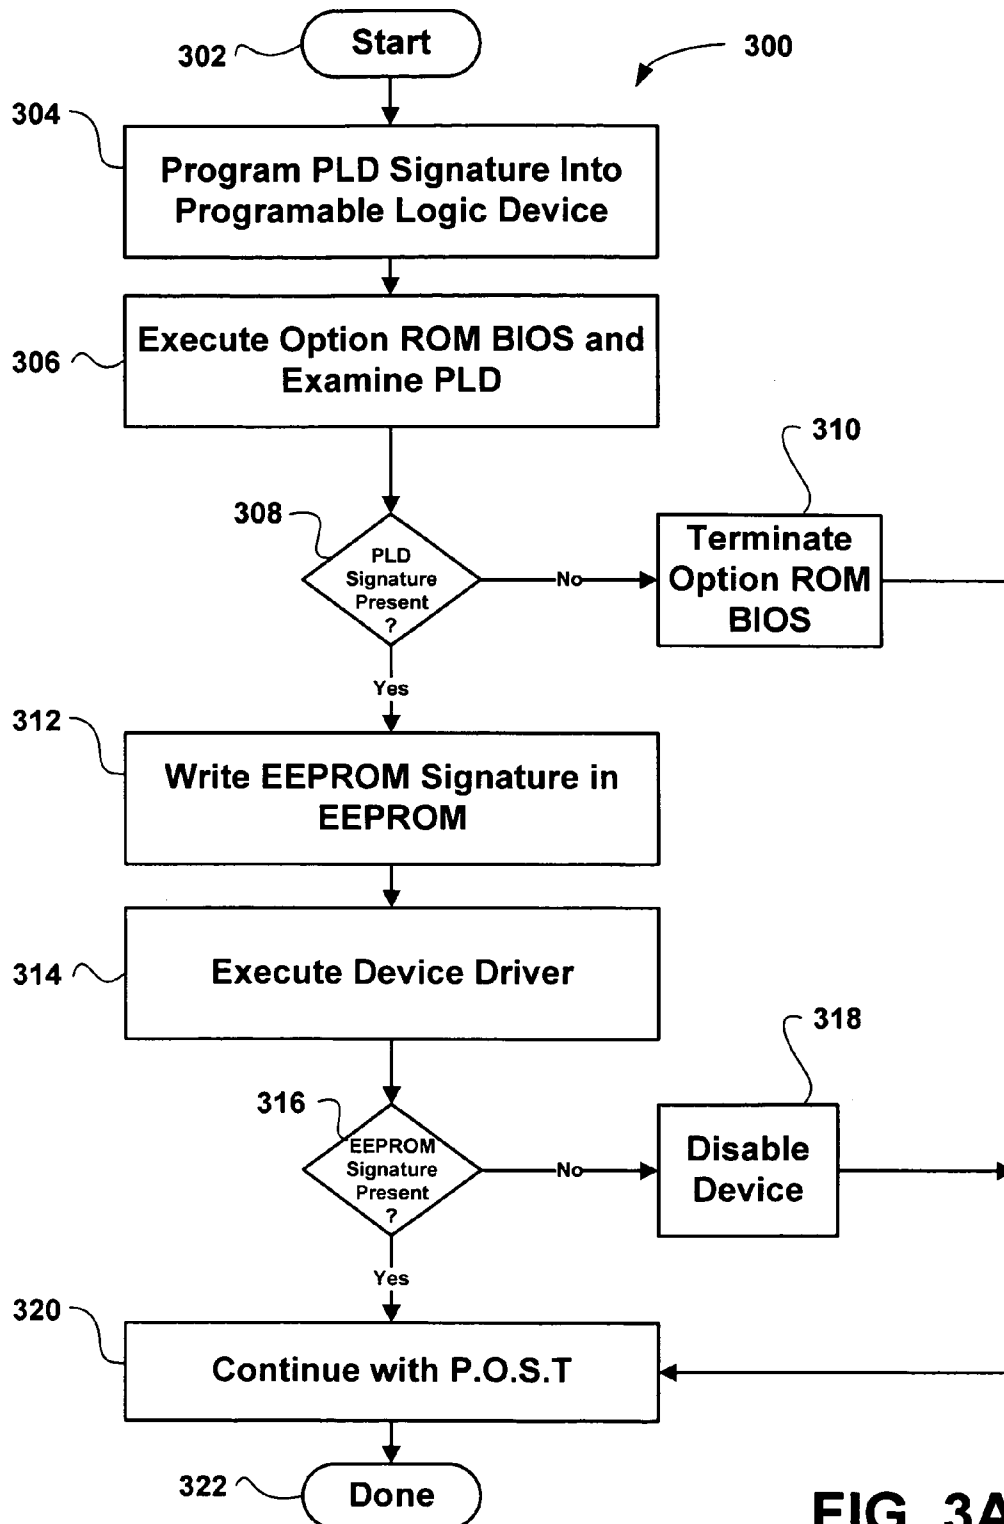 Start
302
300
304
Program PLD Signature Into
Programable Logic Device
306
Execute Option ROM BIOS and
Examine PLD
310
308
PLD
Signature
Present
?
No
Terminate
Option ROM
BIOS
Yes
312
Write EEPROM Signature in
EEPROM
314
Execute Device Driver
318
316
EEPROM
Signature
Present
?
No
Disable
Device
Yes
320
Continue with P.O.S.T
322
Done
FIG. 3A